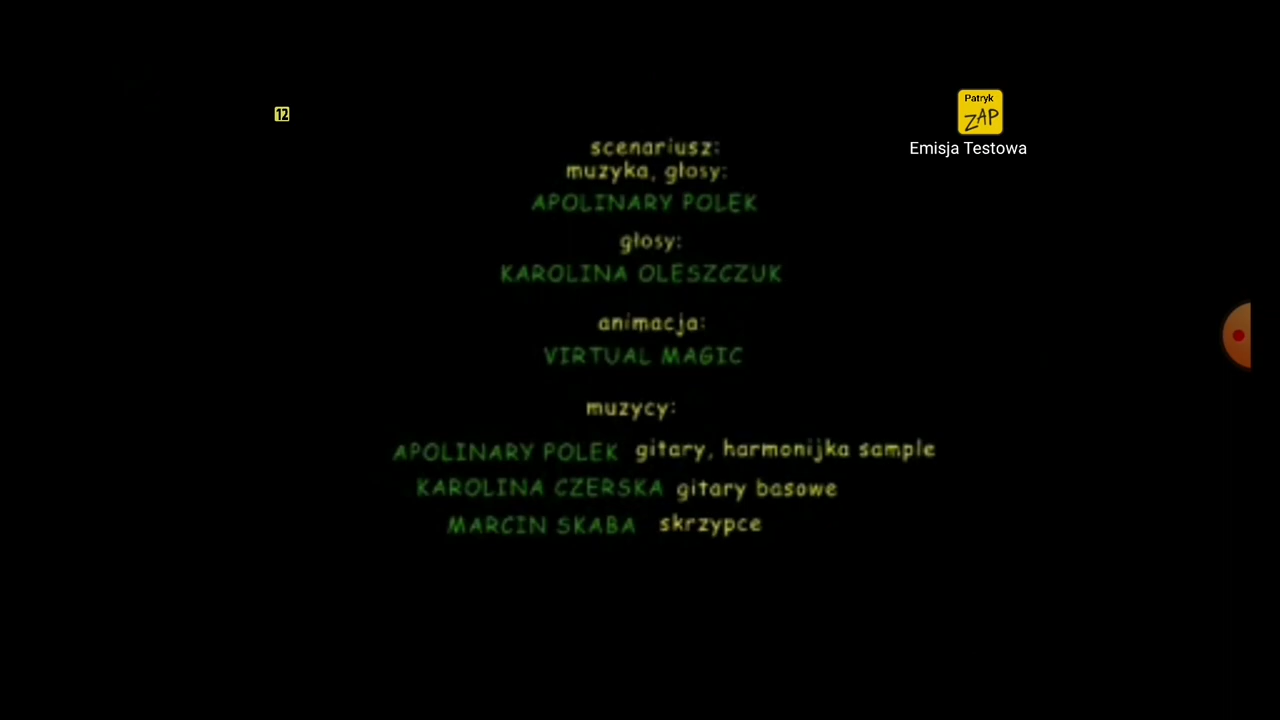 12
Patryk
ZAP
Emisja Testowa
scenariusz:
muzyka, głosy:
APOLINARY POLEK
głosy:
KAROLINA OLESZCZUK
animacja:
VIRTUAL MAGIC
muzycy:
APOLINARY POLEK gitary, harmonijka sample
KAROLINA CZERSKA gitary basowe
MARCIN SKABA skrzypce